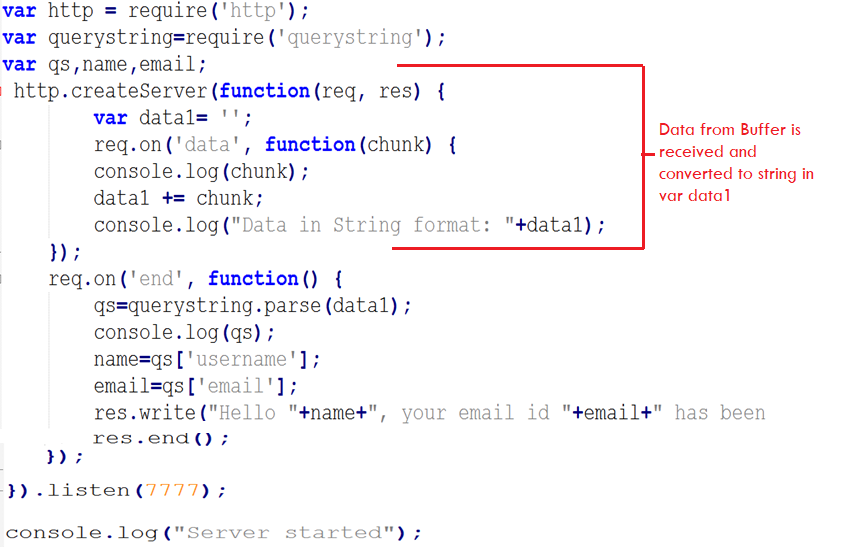 var http = require('http');
var querystring=require('querystring');
var qs,name,email;
http.createServer(function(req, res) {
var data1= '';
req.on('data', function(chunk) {
console.log(chunk);
data1 += chunk;
console.log("Data in String format: "+data1);
});
req.on('end', function() {
qs=querystring.parse(data1);
console.log(qs);
name=qs['username'];
email=qs['email'];
res.write("Hello "+name+", your email id "+email+" has been
res.end();
});
}).listen(7777);
console.log("Server started");
Data from Buffer is
received and
converted to string in
var data1